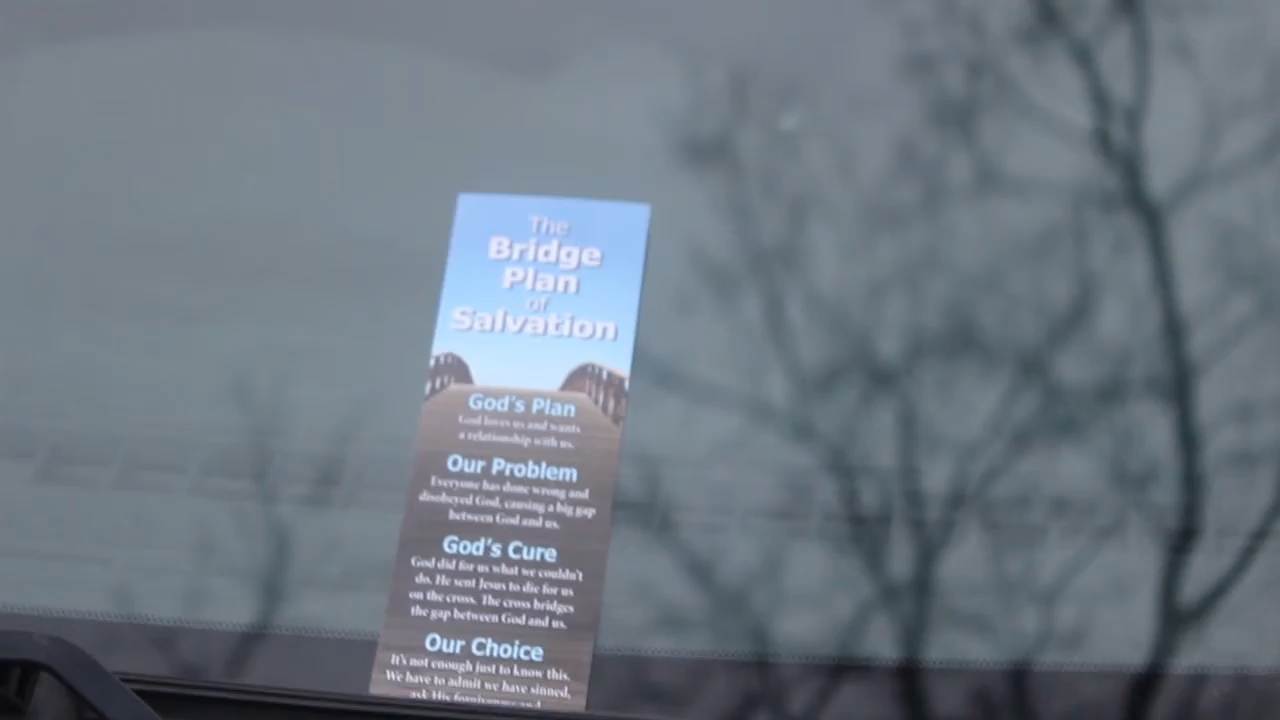 The
Bridge
Plan
of
Salvation
God's Plan
God loves us and wants
a relationship with us.
Our Problem
Everyone has done wrong and
disobeyed God, causing a big gap
between God and us.
God's Cure
God did for us what we couldn't
do. He sent Jesus to die for us
on the cross. The cross bridges
the gap between God and us.
Our Choice
It's not enough just to know this.
We have to admit we have sinned,
ask His forgiveness and